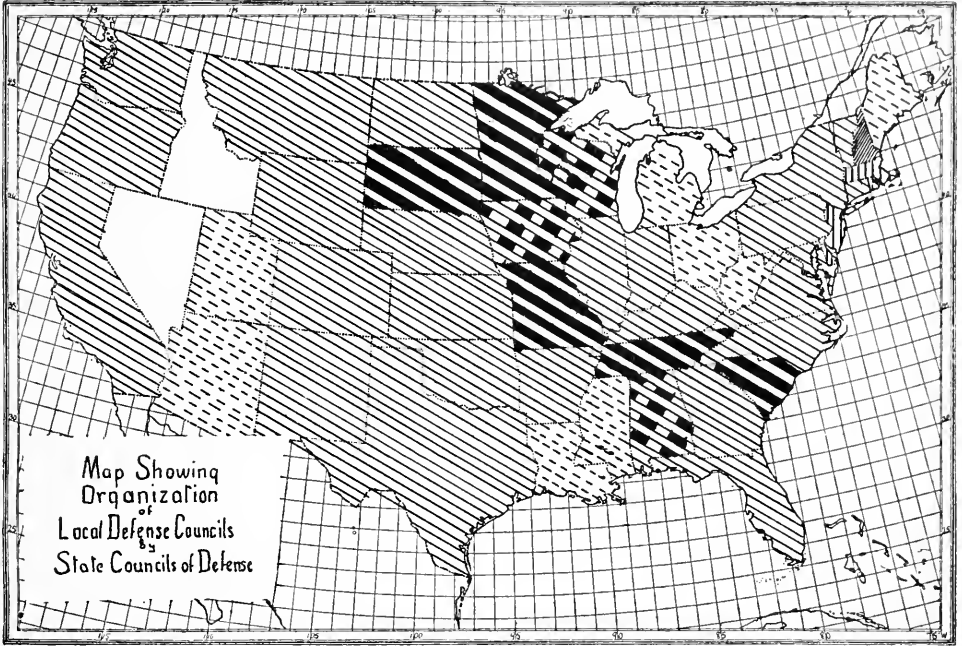 Map Showing
Organization
of
Local Defense Councils
by
State Councils of Defense